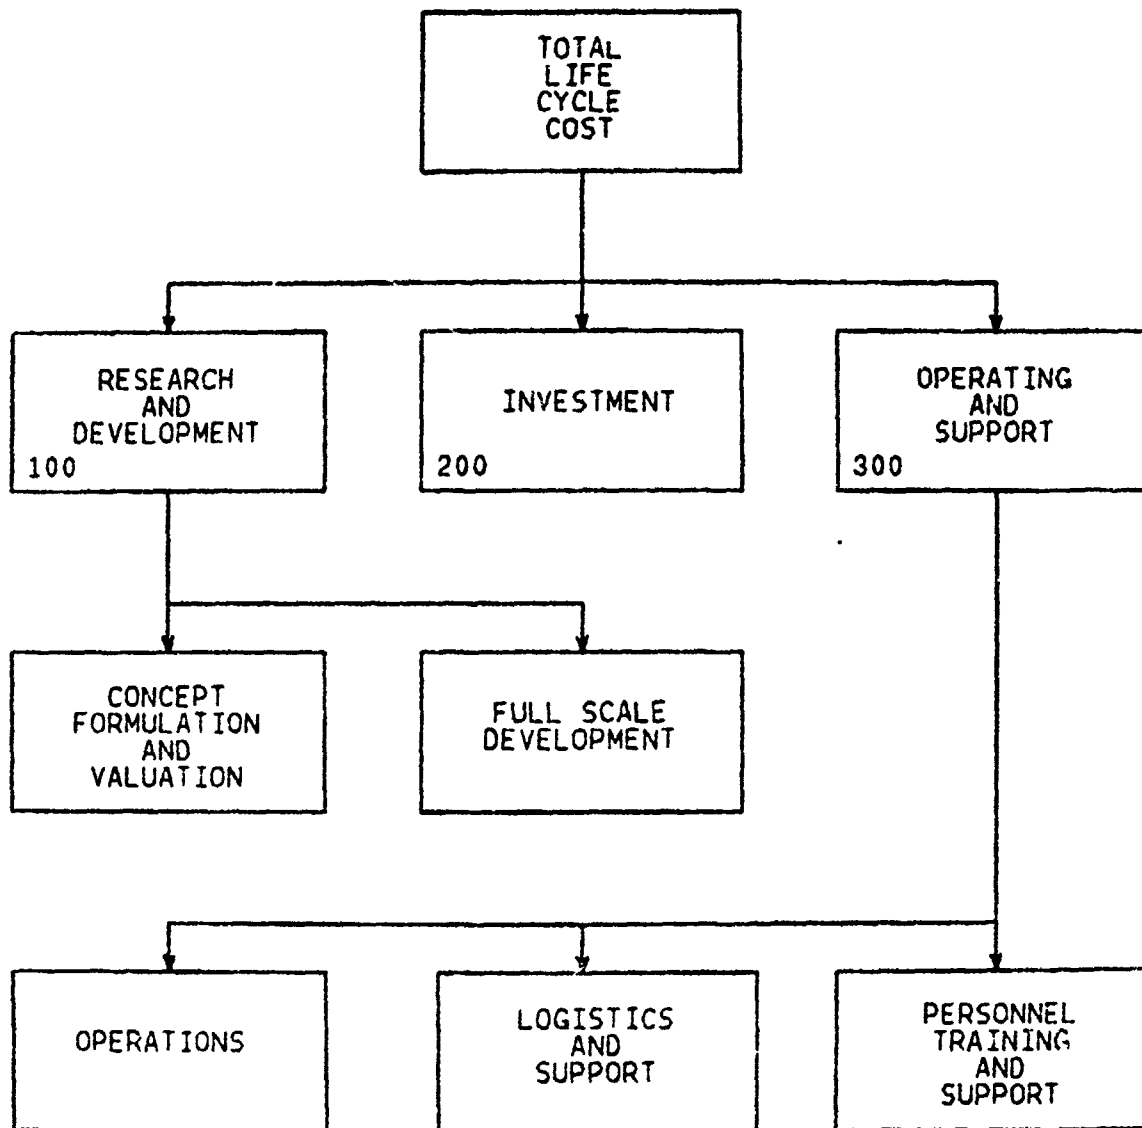 TOTAL
LIFE
CYCLE
COST
RESEARCH
AND
DEVELOPMENT
100
INVESTMENT
200
OPERATING
AND
SUPPORT
300
CONCEPT
FORMULATION
AND
VALUATION
FULL SCALE
DEVELOPMENT
OPERATIONS
LOGISTICS
AND
SUPPORT
PERSONNEL
TRAINING
AND
SUPPORT